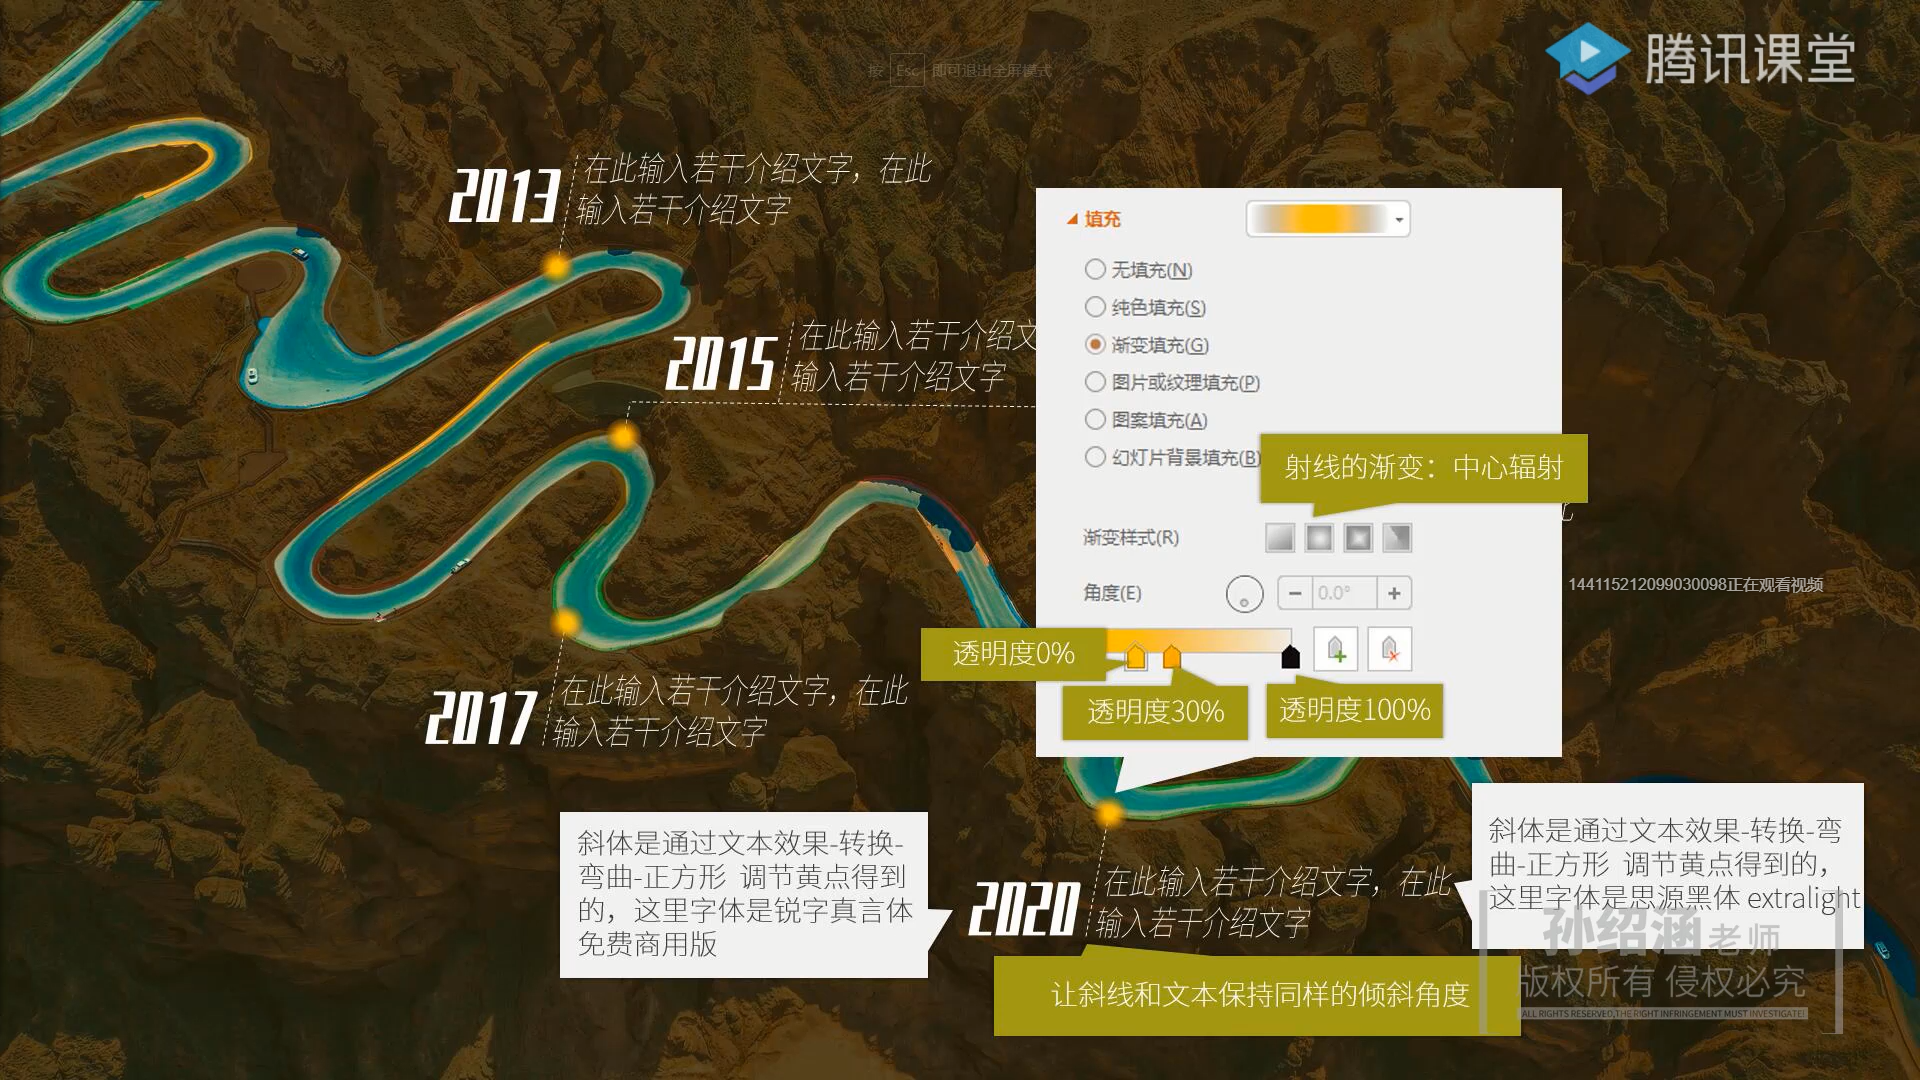 腾讯课堂
按 Esc 即可退出全屏模式
2013
在此输入若干介绍文字，在此
输入若干介绍文字
2015
在此输入若干介绍文
输入若干介绍文字
填充
无填充(N)
纯色填充(S)
渐变填充(G)
图片或纹理填充(P)
图案填充(A)
幻灯片背景填充(B)
射线的渐变：中心辐射
渐变样式(R)
角度(E)
0.0°
144115212099030098正在观看视频
透明度0%
透明度30%
透明度100%
2017
在此输入若干介绍文字，在此
输入若干介绍文字
斜体是通过文本效果-转换-
弯曲-正方形 调节黄点得到
的，这里字体是锐字真言体
免费商用版
2020
在此输入若干介绍文字，在此
输入若干介绍文字
斜体是通过文本效果-转换-弯
曲-正方形 调节黄点得到的，
这里字体是思源黑体 extralight
让斜线和文本保持同样的倾斜角度
孙绍涵老师
版权所有 侵权必究
ALL RIGHTS RESERVED,THE RIGHT INFRINGEMENT MUST INVESTIGATE!